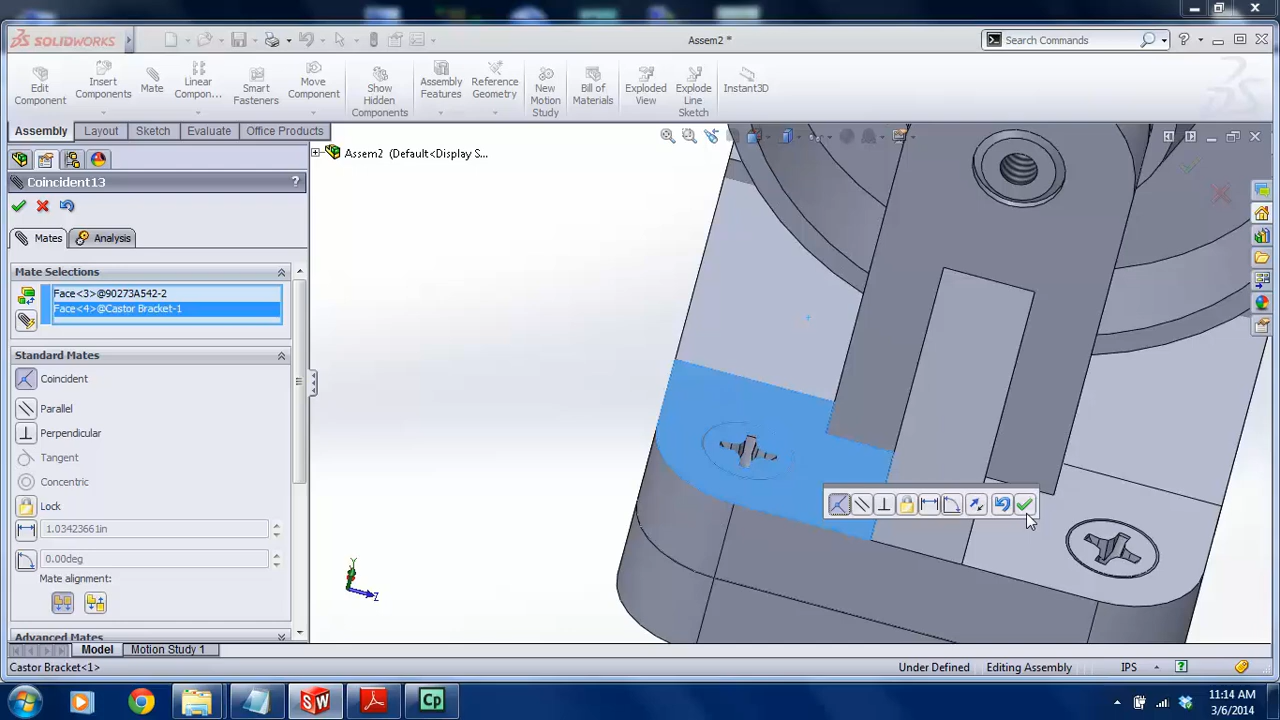 SOLIDWORKS
Assem2 *
Search Commands
?
Edit Component
Insert Components
Mate
Linear Compon...
Smart Fasteners
Move Component
Show Hidden Components
Assembly Features
Reference Geometry
New Motion Study
Bill of Materials
Exploded View
Explode Line Sketch
Instant3D
Assembly Layout Sketch Evaluate Office Products
Assem2 (Default<Display S...
Coincident13
?
Mates Analysis
Mate Selections
Face<3>@90273A542-2
Face<4>@Castor Bracket-1
Standard Mates
Coincident
Parallel
Perpendicular
Tangent
Concentric
Lock
1.03423661in
0.00deg
Mate alignment:
Advanced Mates
Y
Z
Model Motion Study 1
Castor Bracket<1>
Under Defined Editing Assembly IPS ?
SW
Cp
11:14 AM
3/6/2014